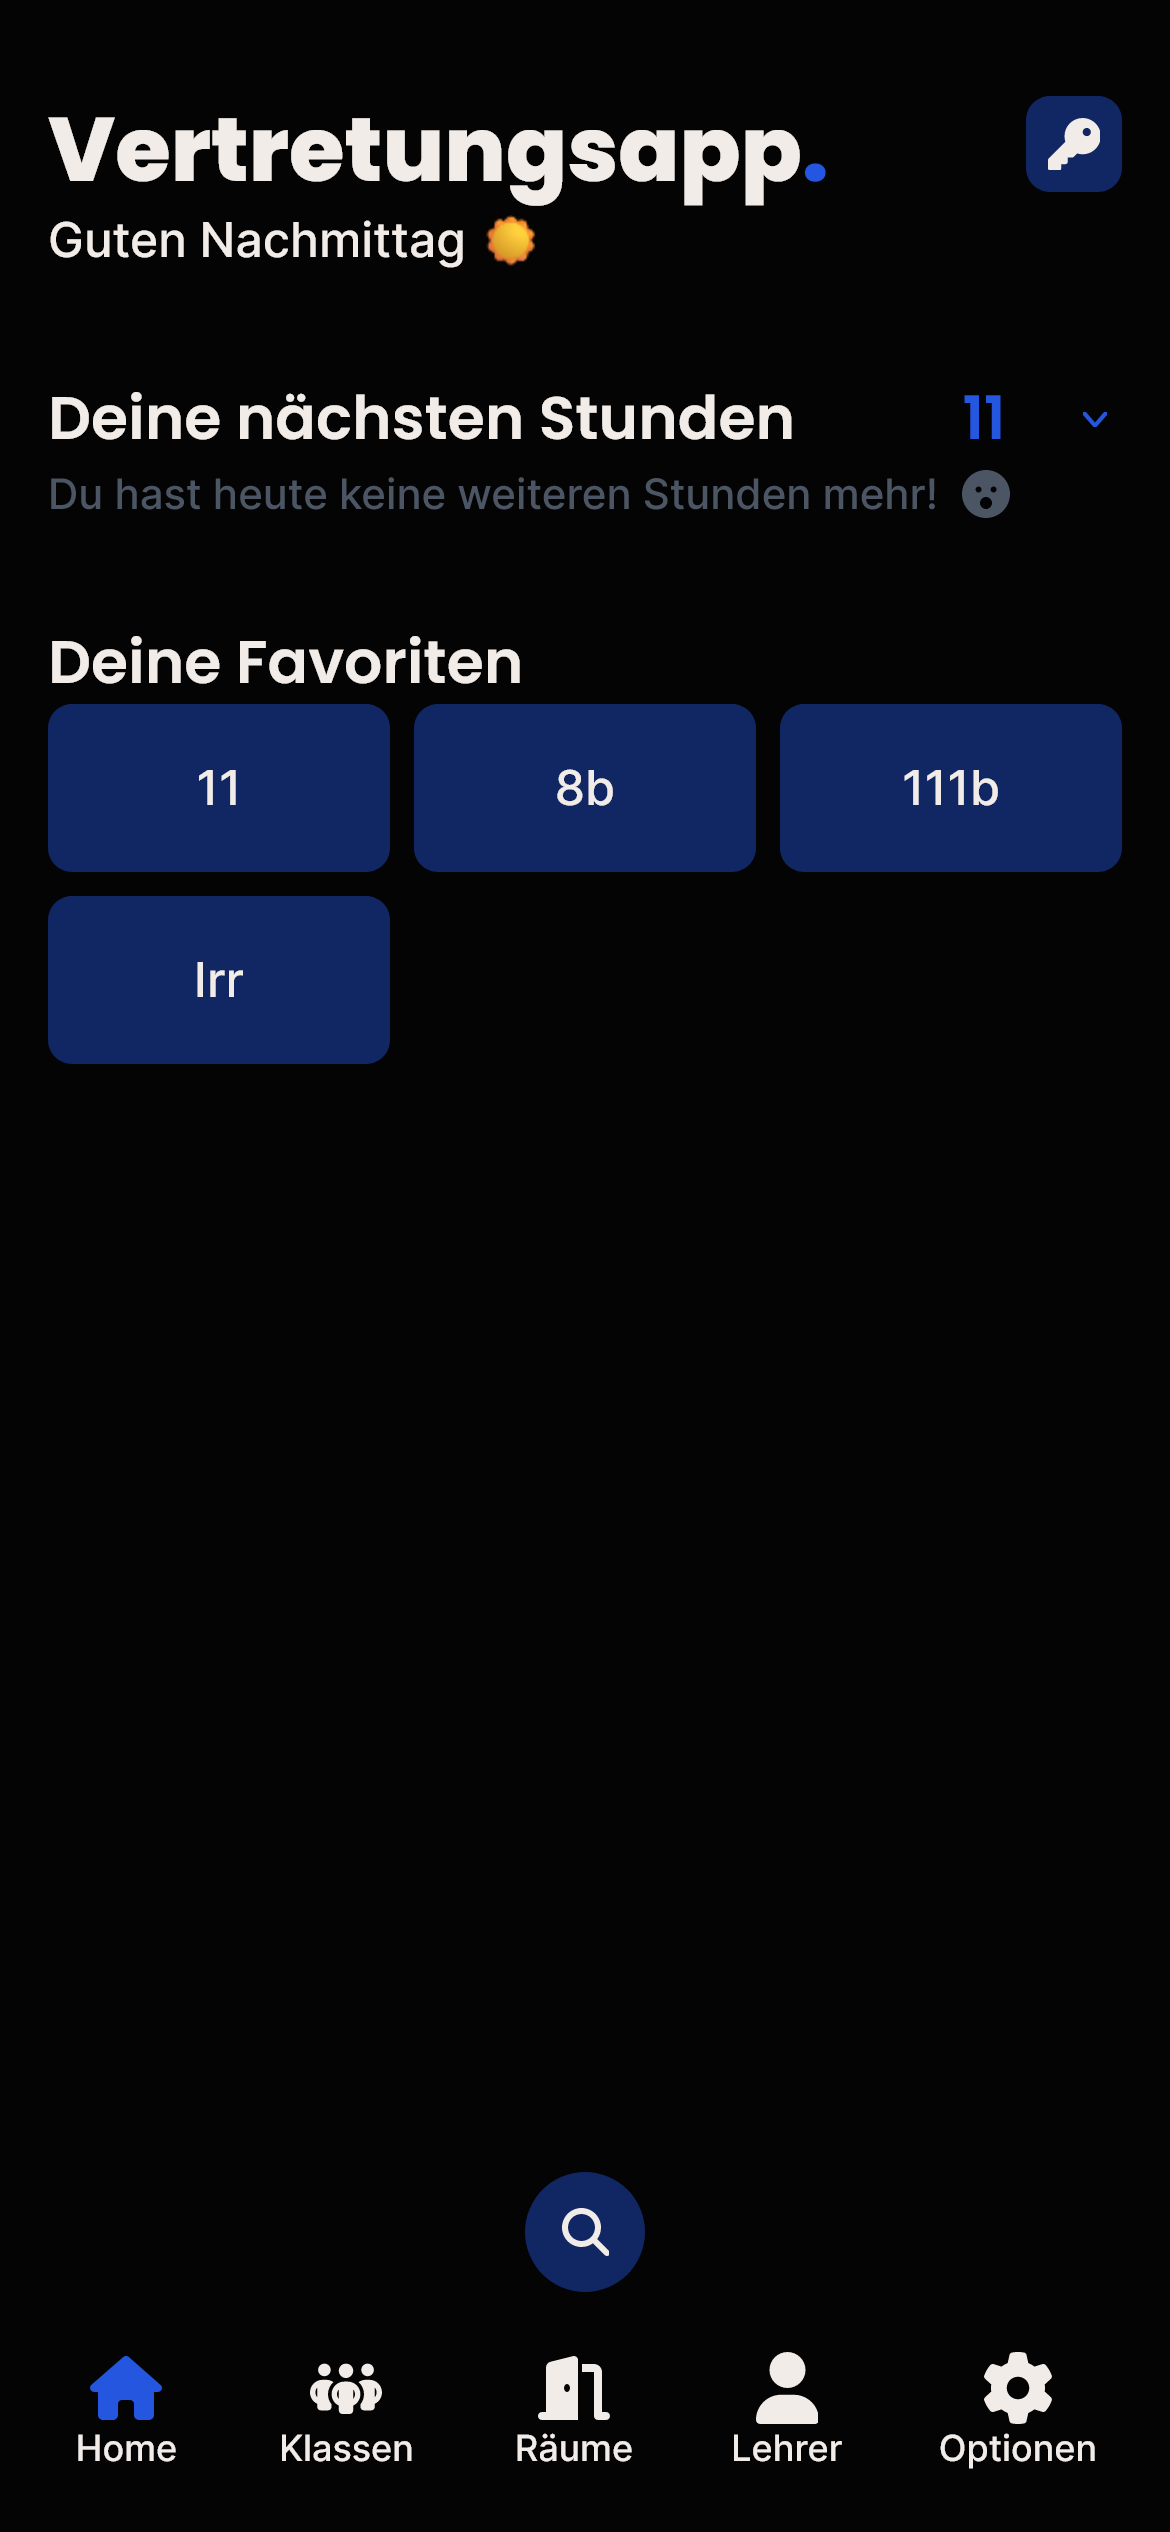 Vertretungsapp.
Guten Nachmittag
Deine nächsten Stunden 11
Du hast heute keine weiteren Stunden mehr!
Deine Favoriten
11 8b 111b
Irr
Home Klassen Räume Lehrer Optionen